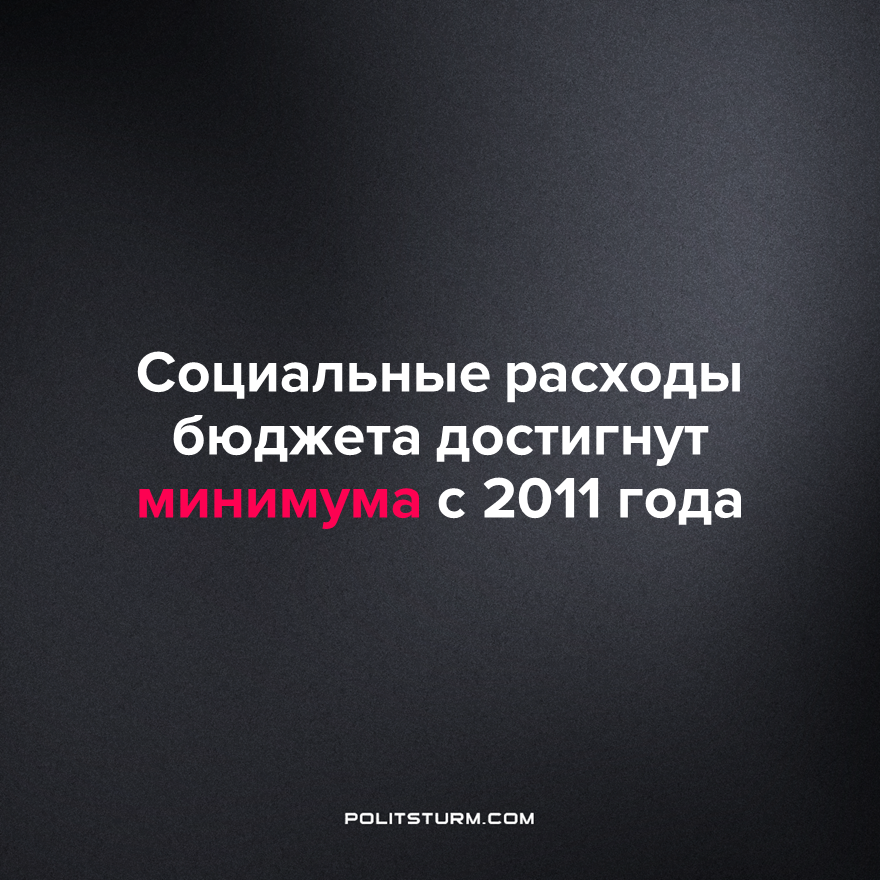 Социальные расходы
бюджета достигнут
минимума с 2011 года
POLITSTURM.COM